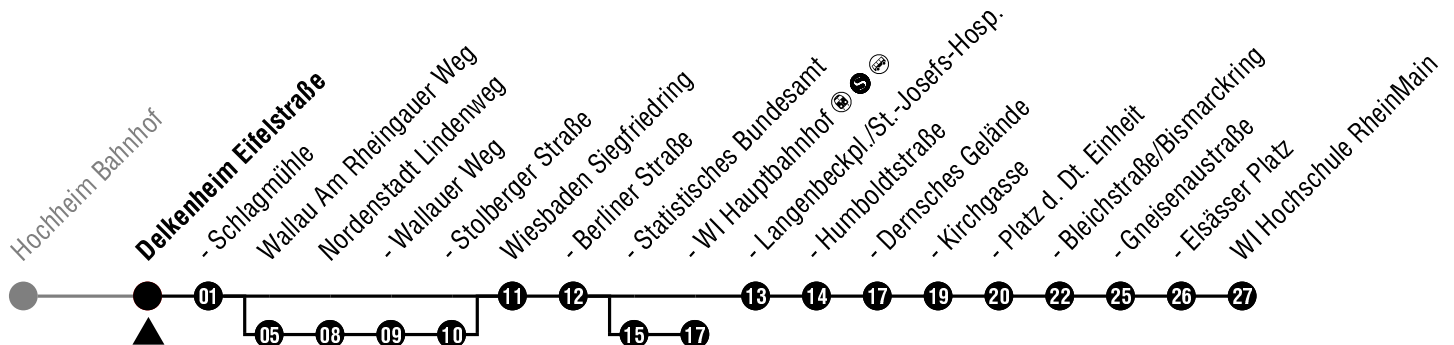 Hochheim Bahnhof
Delkenheim Eifelstraße
- Schlagmühle
Wallau Am Rheingauer Weg
Nordenstadt Lindenweg
- Wallauer Weg
- Stolberger Straße
Wiesbaden Siegfriedring
- Berliner Straße
- Statistisches Bundesamt
- WI Hauptbahnhof S
- Langenbeckpl./St.-Josefs-Hosp.
- Humboldtstraße
- Dernsches Gelände
- Kirchgasse
- Platz d. Dt. Einheit
- Bleichstraße/Bismarckring
- Gneisenaustraße
- Elsässer Platz
WI Hochschule RheinMain
01 11 12 13 14 17 19 20 22 25 26 27
05 08 09 10 15 17